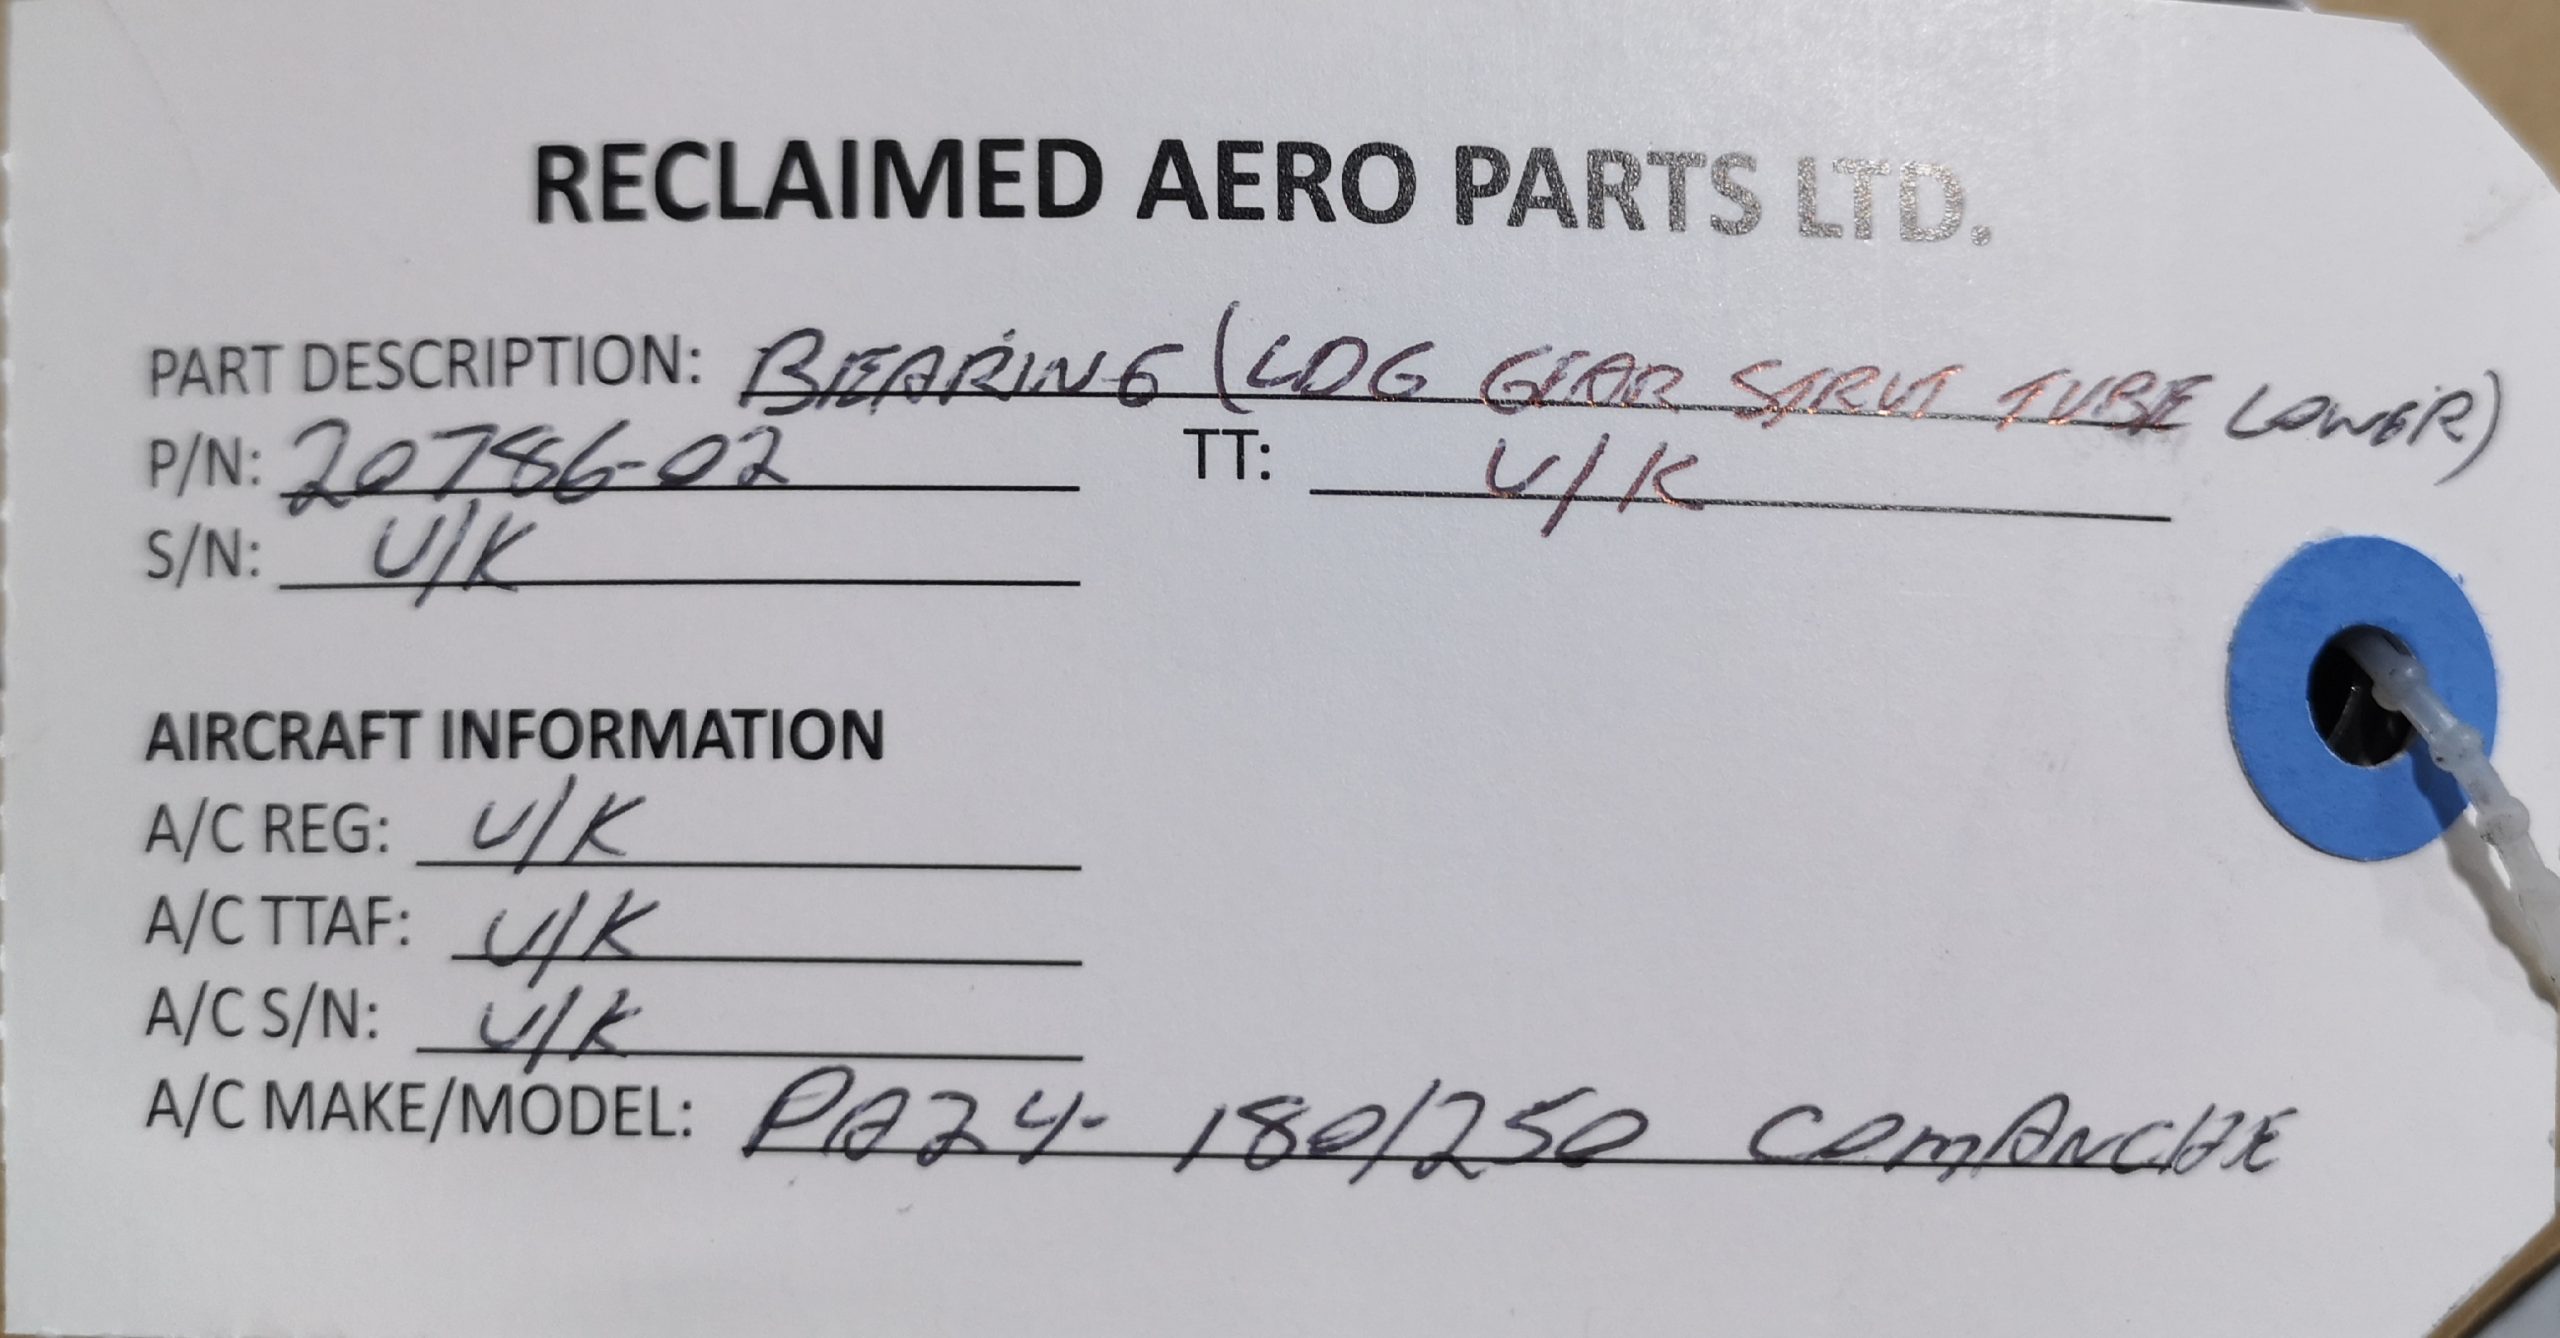 RECLAIMED AERO PARTS LTD.
PART DESCRIPTION: BEARING (LDG GEAR STRUT TUBE LOWER)
P/N: 20786-02 TT: U/K
S/N: U/K
AIRCRAFT INFORMATION
A/C REG: U/K
A/C TTAF: U/K
A/C S/N: U/K
A/C MAKE/MODEL: PA24- 180/250 COMANCHE